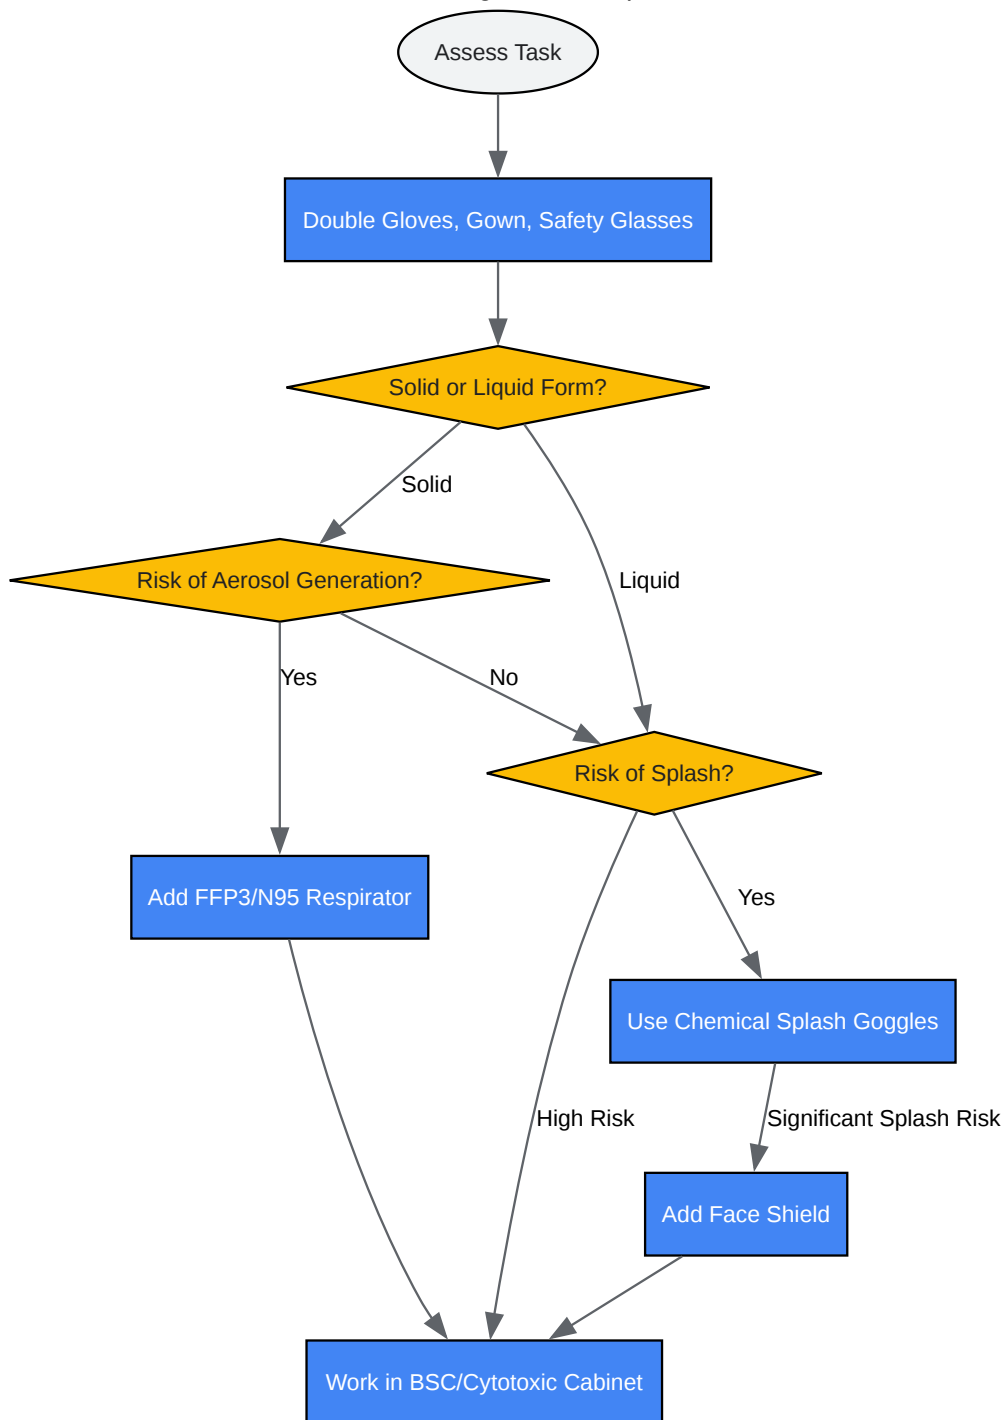 Assess Task
Double Gloves, Gown, Safety Glasses
Solid or Liquid Form?
Solid
Risk of Aerosol Generation?
Liquid
Yes
No
Risk of Splash?
Add FFP3/N95 Respirator
Yes
Use Chemical Splash Goggles
High Risk
Significant Splash Risk
Add Face Shield
Work in BSC/Cytotoxic Cabinet